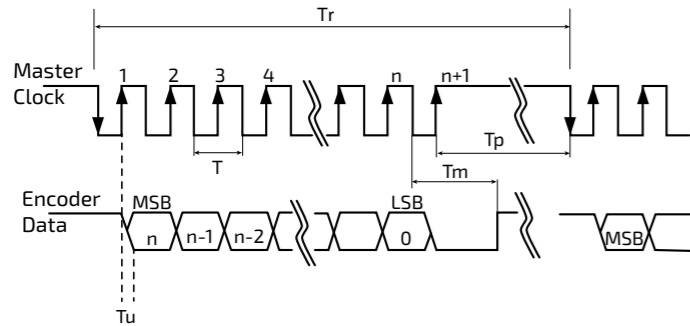 Tr
Master
Clock
1 2 3 4 n n+1
T
Tp
Tm
Encoder
Data
MSB LSB
n n-1 n-2 0 MSB
Tu